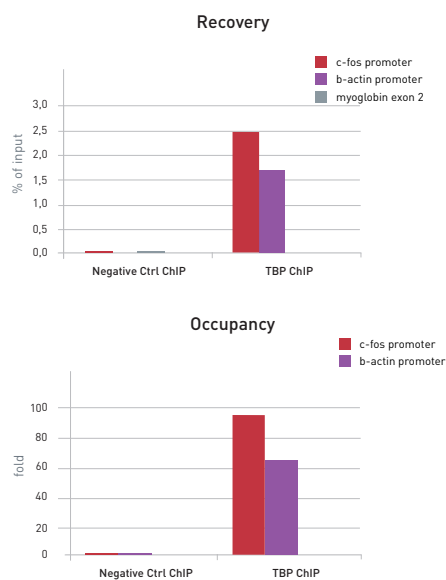 Recovery
c-fos promoter
b-actin promoter
myoglobin exon 2
% of input
3,0
2,5
2,0
1,5
1,0
0,5
0,0
Negative Ctrl ChIP
TBP ChIP
Occupancy
c-fos promoter
b-actin promoter
fold
100
80
60
40
20
0
Negative Ctrl ChIP
TBP ChIP